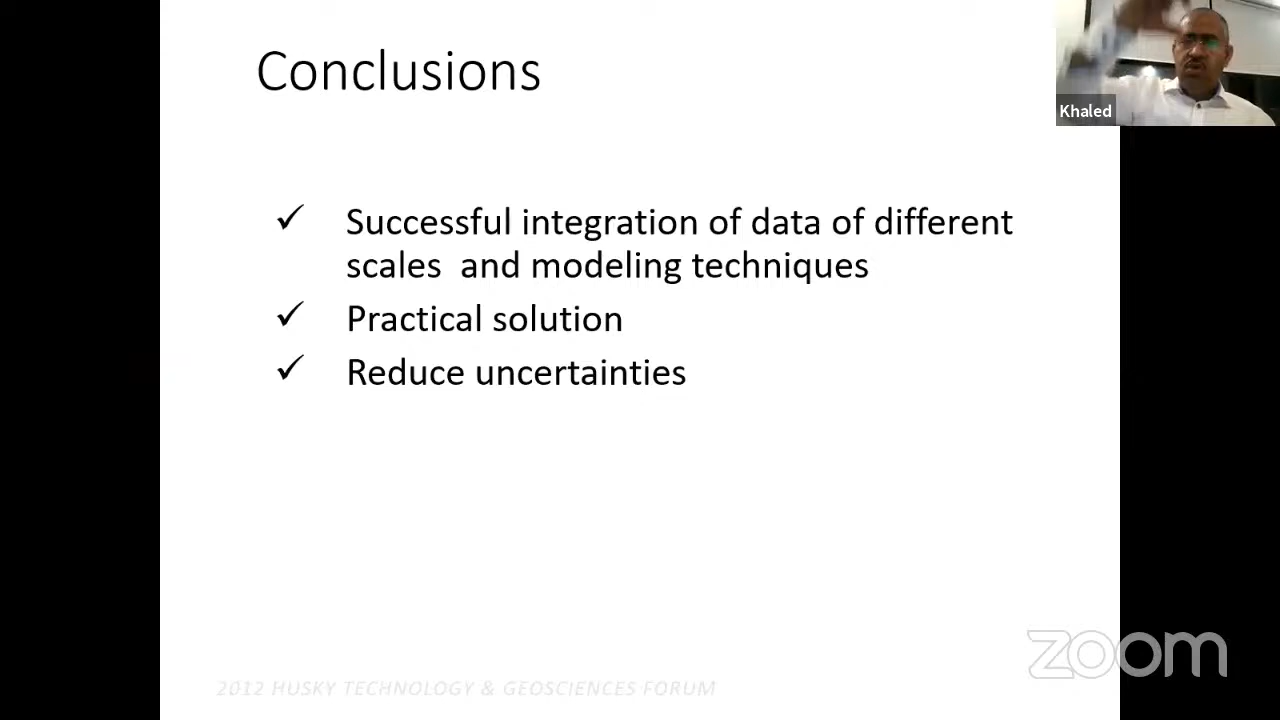 Conclusions
Khaled
✓ Successful integration of data of different
scales and modeling techniques
✓ Practical solution
✓ Reduce uncertainties
zoom
2012 HUSKY TECHNOLOGY & GEOSCIENCES FORUM